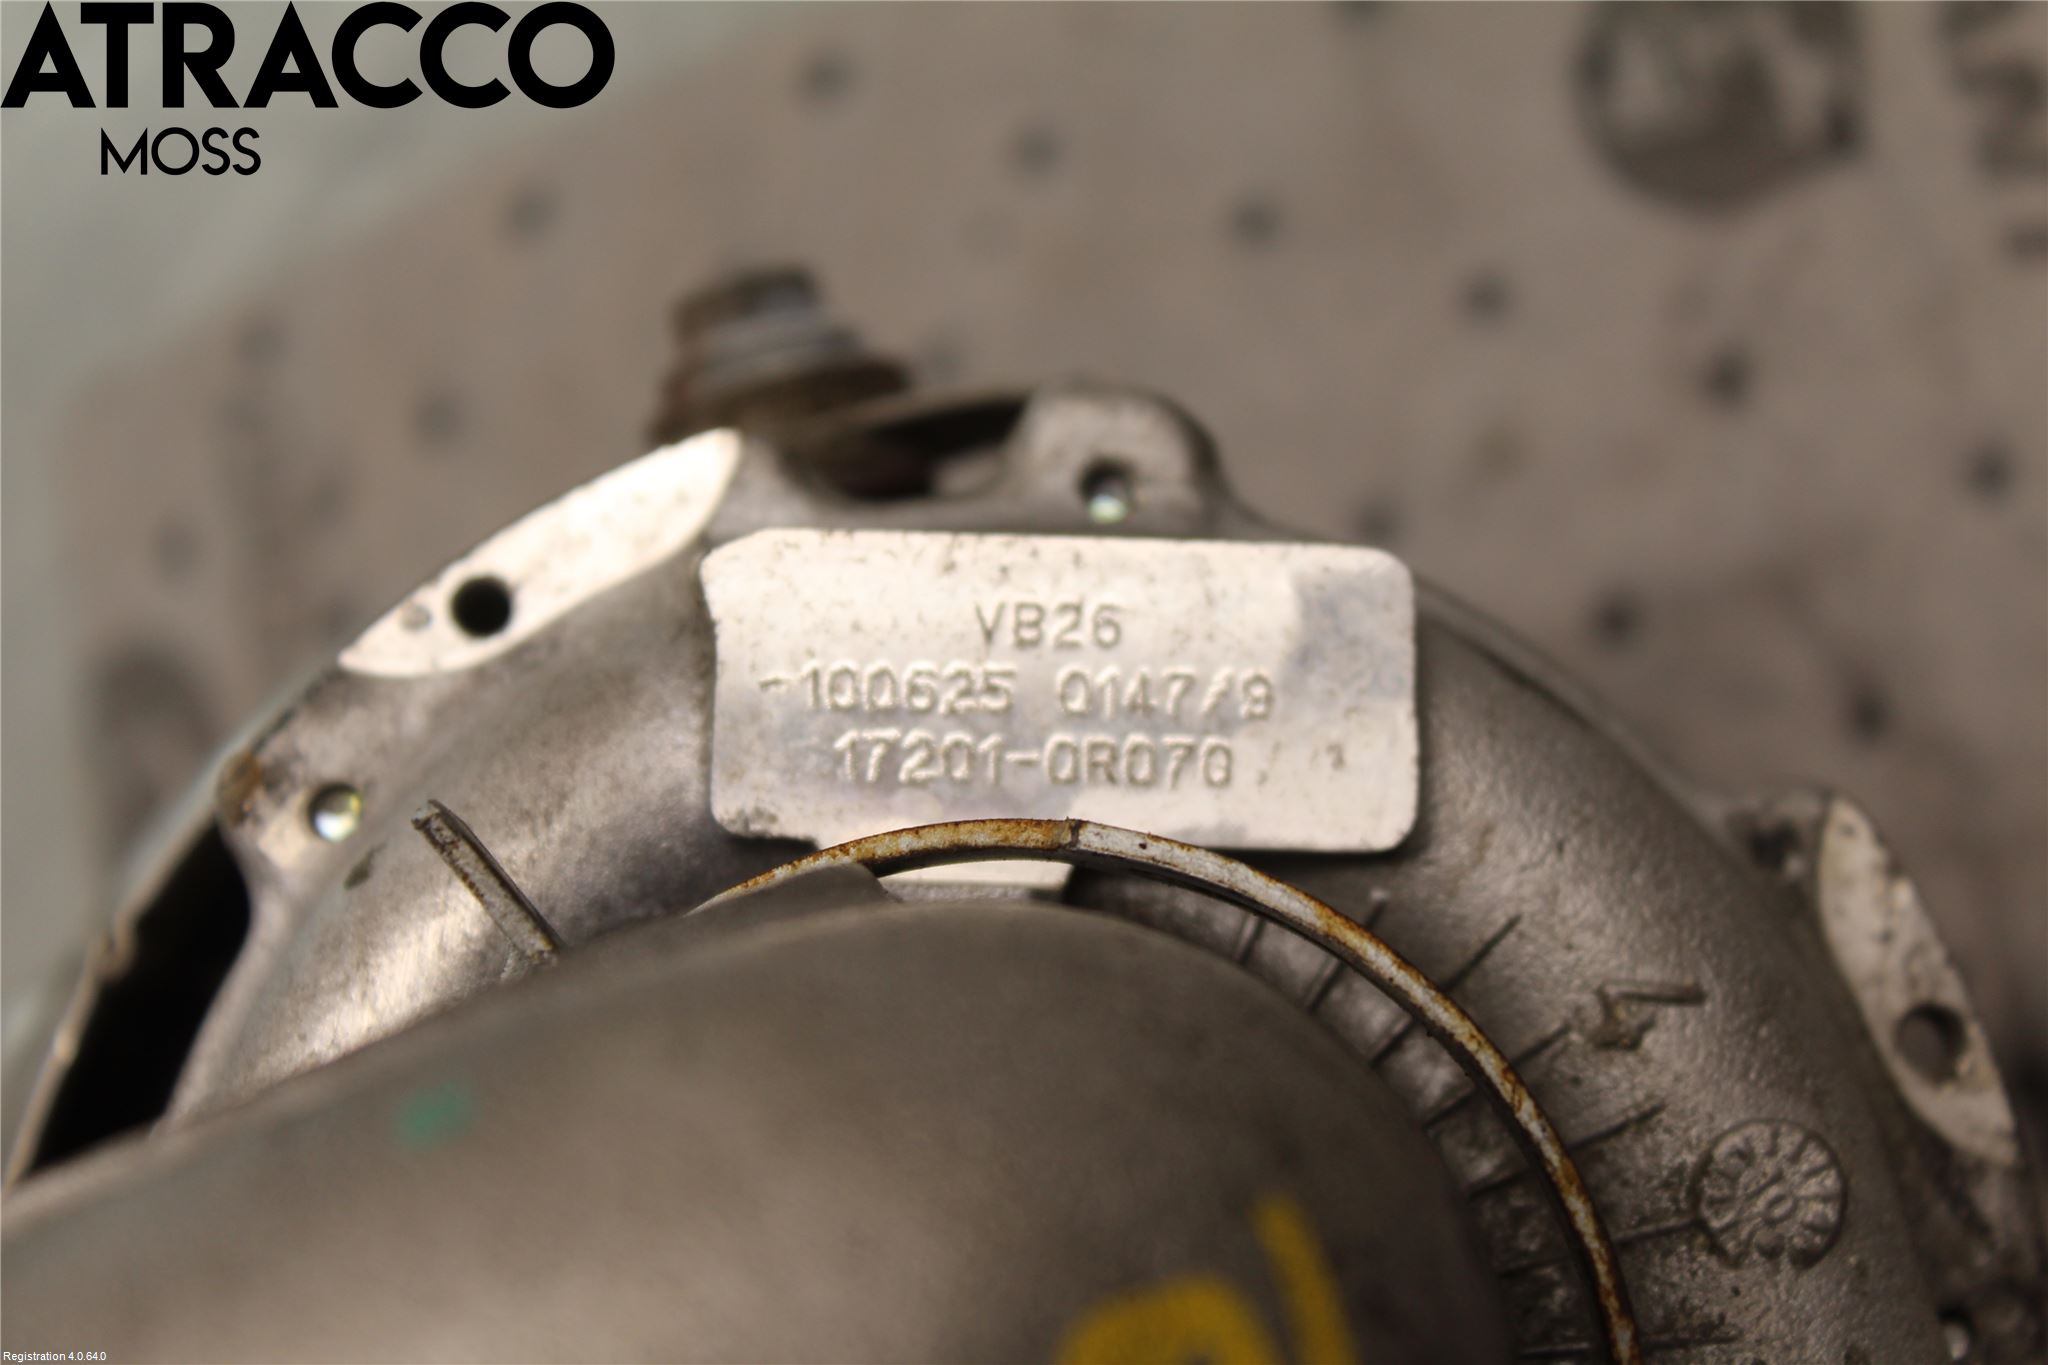 ATRACCO
MOSS
VB26
-100625 0147/9
17201-0R070
Registration 4.0.64.0